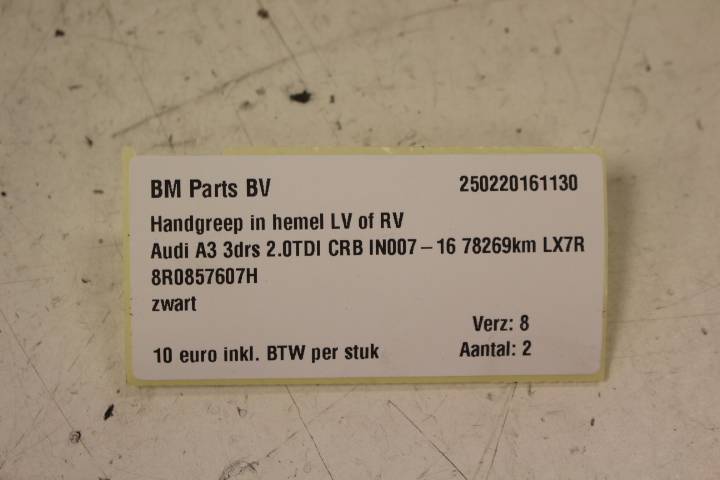 BM Parts BV 250220161130
Handgreep in hemel LV of RV
Audi A3 3drs 2.0TDI CRB IN007 – 16 78269km LX7R
8R0857607H
zwart
Verz: 8
10 euro inkl. BTW per stuk Aantal: 2